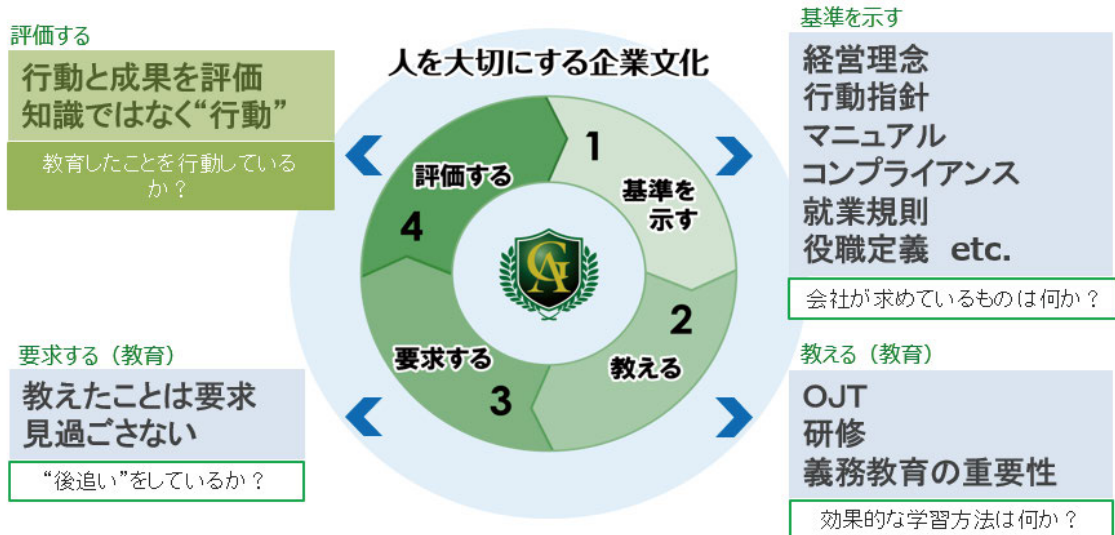 人を大切にする企業文化
評価する
行動と成果を評価
知識ではなく“行動”
教育したことを行動している
か？
基準を示す
経営理念
行動指針
マニュアル
コンプライアンス
就業規則
役職定義 etc.
会社が求めているものは何か？
1
基準を
示す
2
教える
3
要求する
4
評価する
GA
要求する（教育）
教えたことは要求
見過ごさない
“後追い”をしているか？
教える（教育）
OJT
研修
義務教育の重要性
効果的な学習方法は何か？